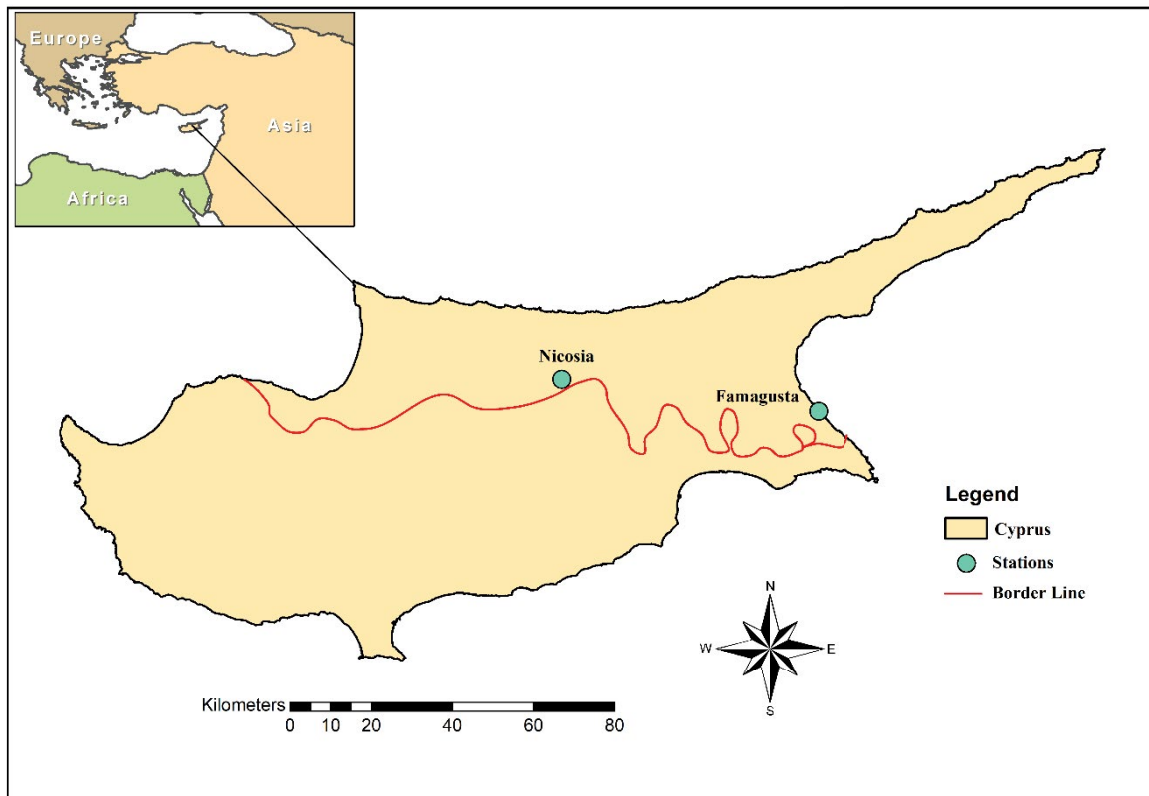 Europe
Asia
Africa
Nicosia
Famagusta
Legend
Cyprus
Stations
Border Line
N
W
E
S
Kilometers
0 10 20 40 60 80